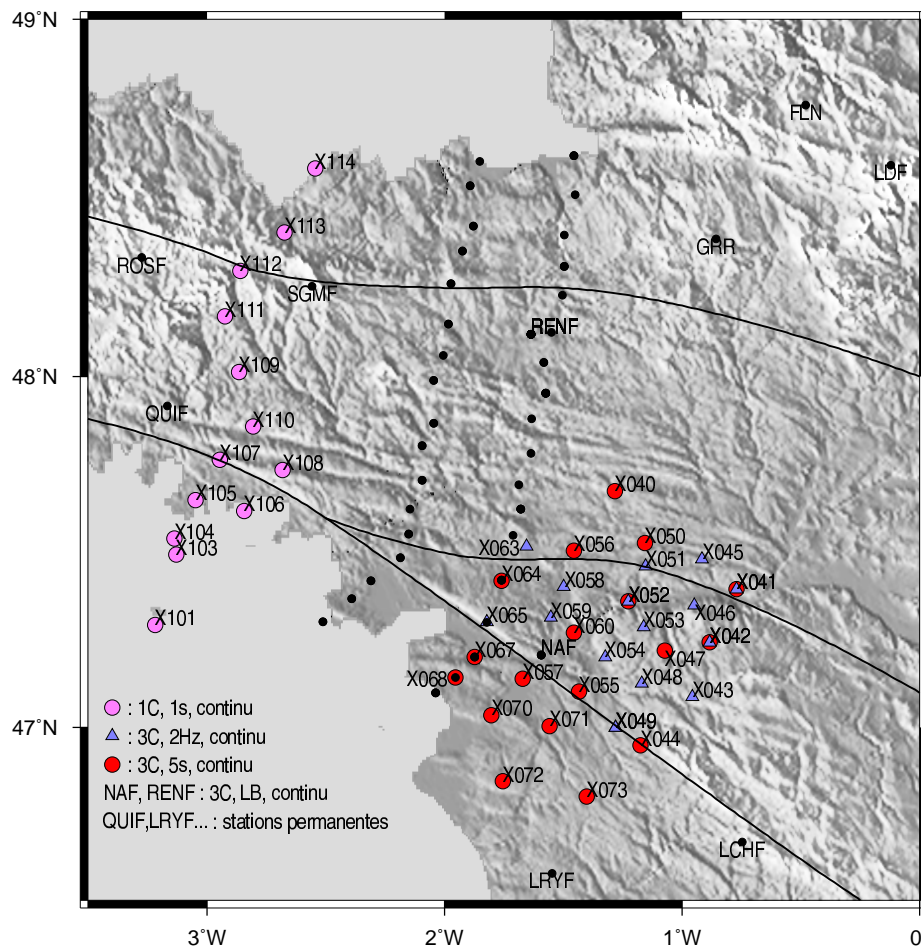 49°N
FLN
X114
LDF
X113
GRR
X112
ROSF
SGMF
X111
RENF
48°N
X109
QUIF
X110
X107
X108
X040
X105
X106
X104
X103
X063
X056
X050
X051
X045
X064
X058
X052
X041
X046
X101
X065
X059
X060
X053
X042
NAF
X054
X047
X067
X068
X057
X055
X048
X043
: 1C, 1s, continu
X070
X071
X049
47°N
: 3C, 2Hz, continu
X044
: 3C, 5s, continu
X072
X073
NAF, RENF : 3C, LB, continu
QUIF,LRYF... : stations permanentes
LCHF
LRYF
3°W
2°W
1°W
0